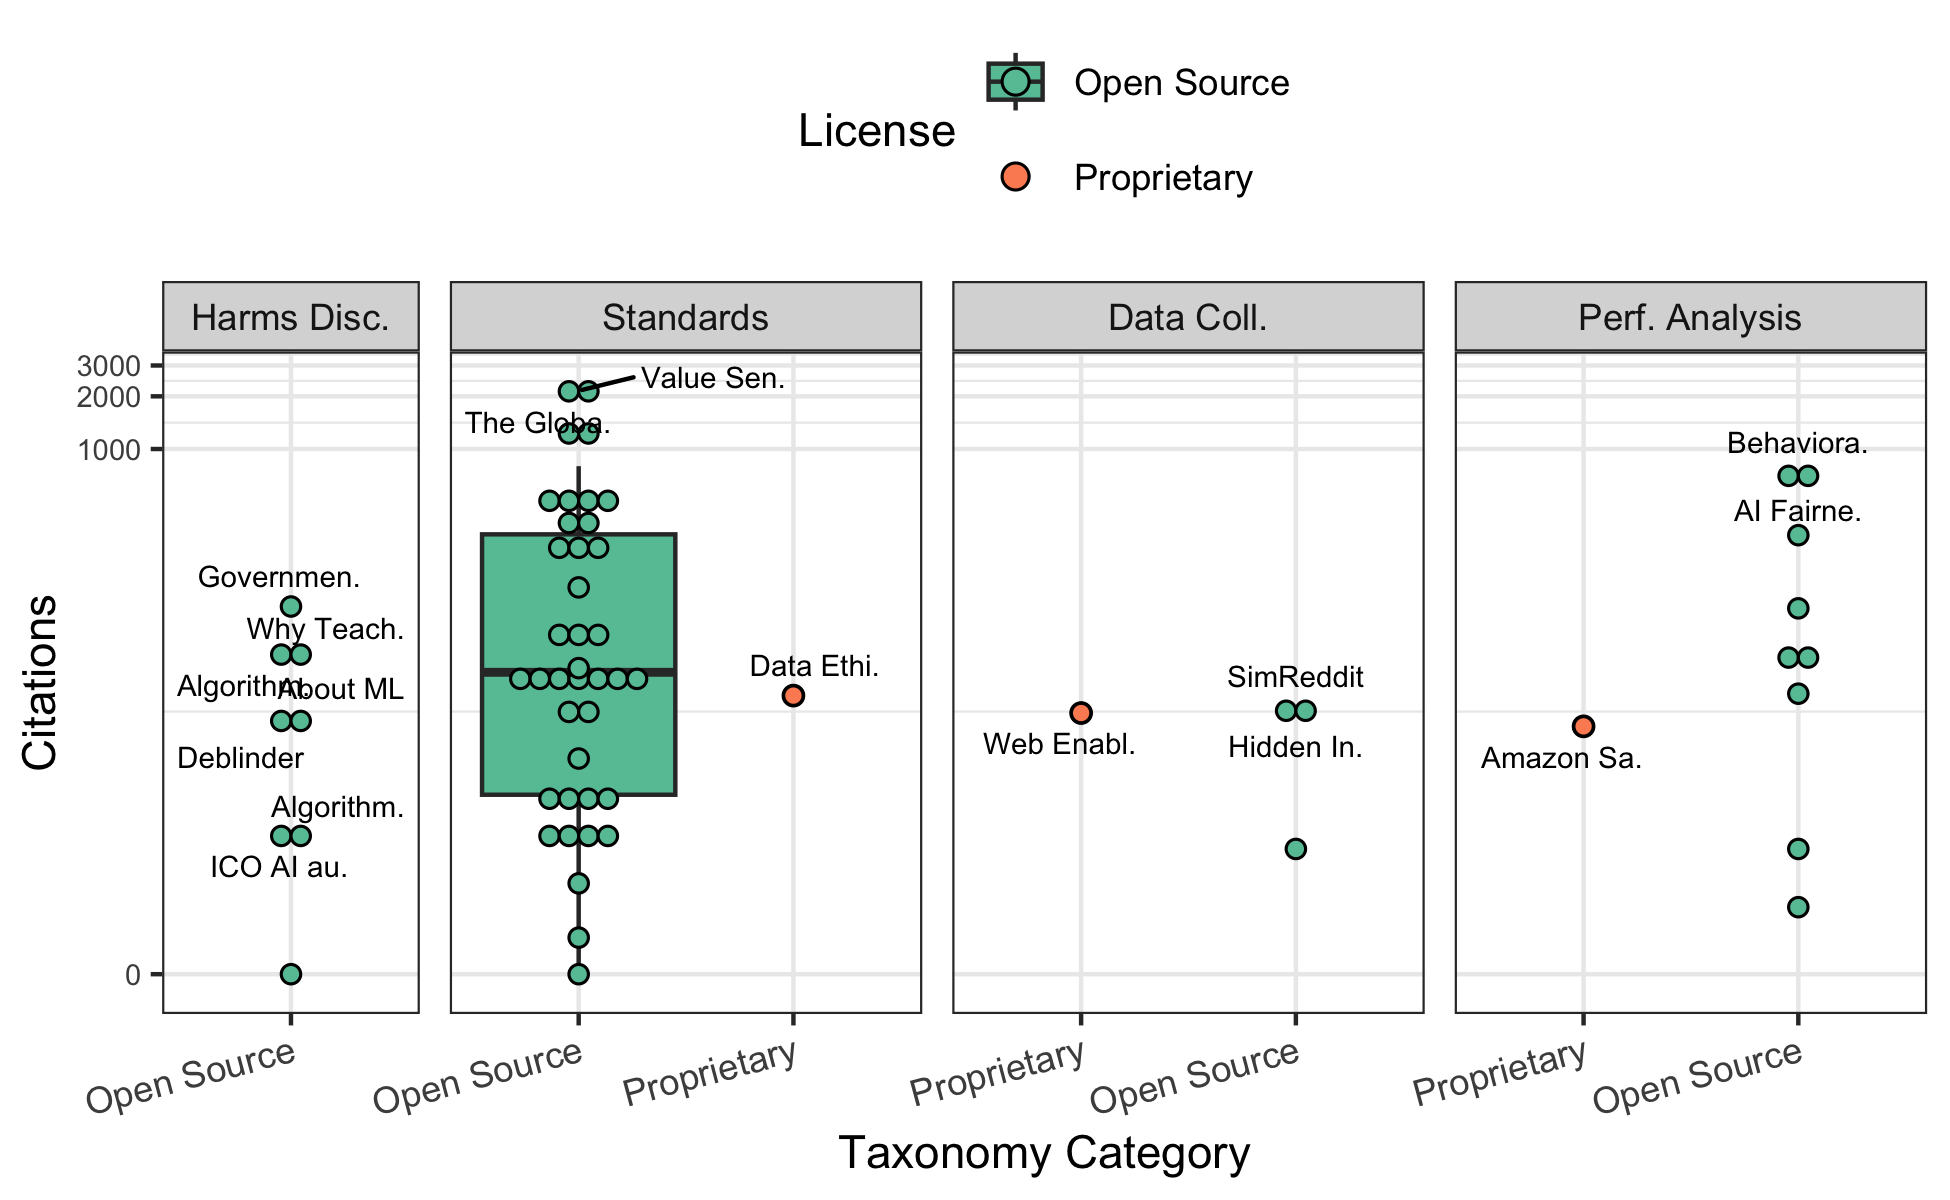 License
Open Source
Proprietary
Harms Disc.
Standards
Data Coll.
Perf. Analysis
Citations
3000
2000
1000
0
Governmen.
Why Teach.
Algorithm.
About ML
Deblinder
Algorithm.
ICO AI au.
Value Sen.
The Globa.
Data Ethi.
Web Enabl.
SimReddit
Hidden In.
Behaviora.
AI Fairne.
Amazon Sa.
Open Source
Open Source
Proprietary
Proprietary
Open Source
Proprietary
Open Source
Taxonomy Category